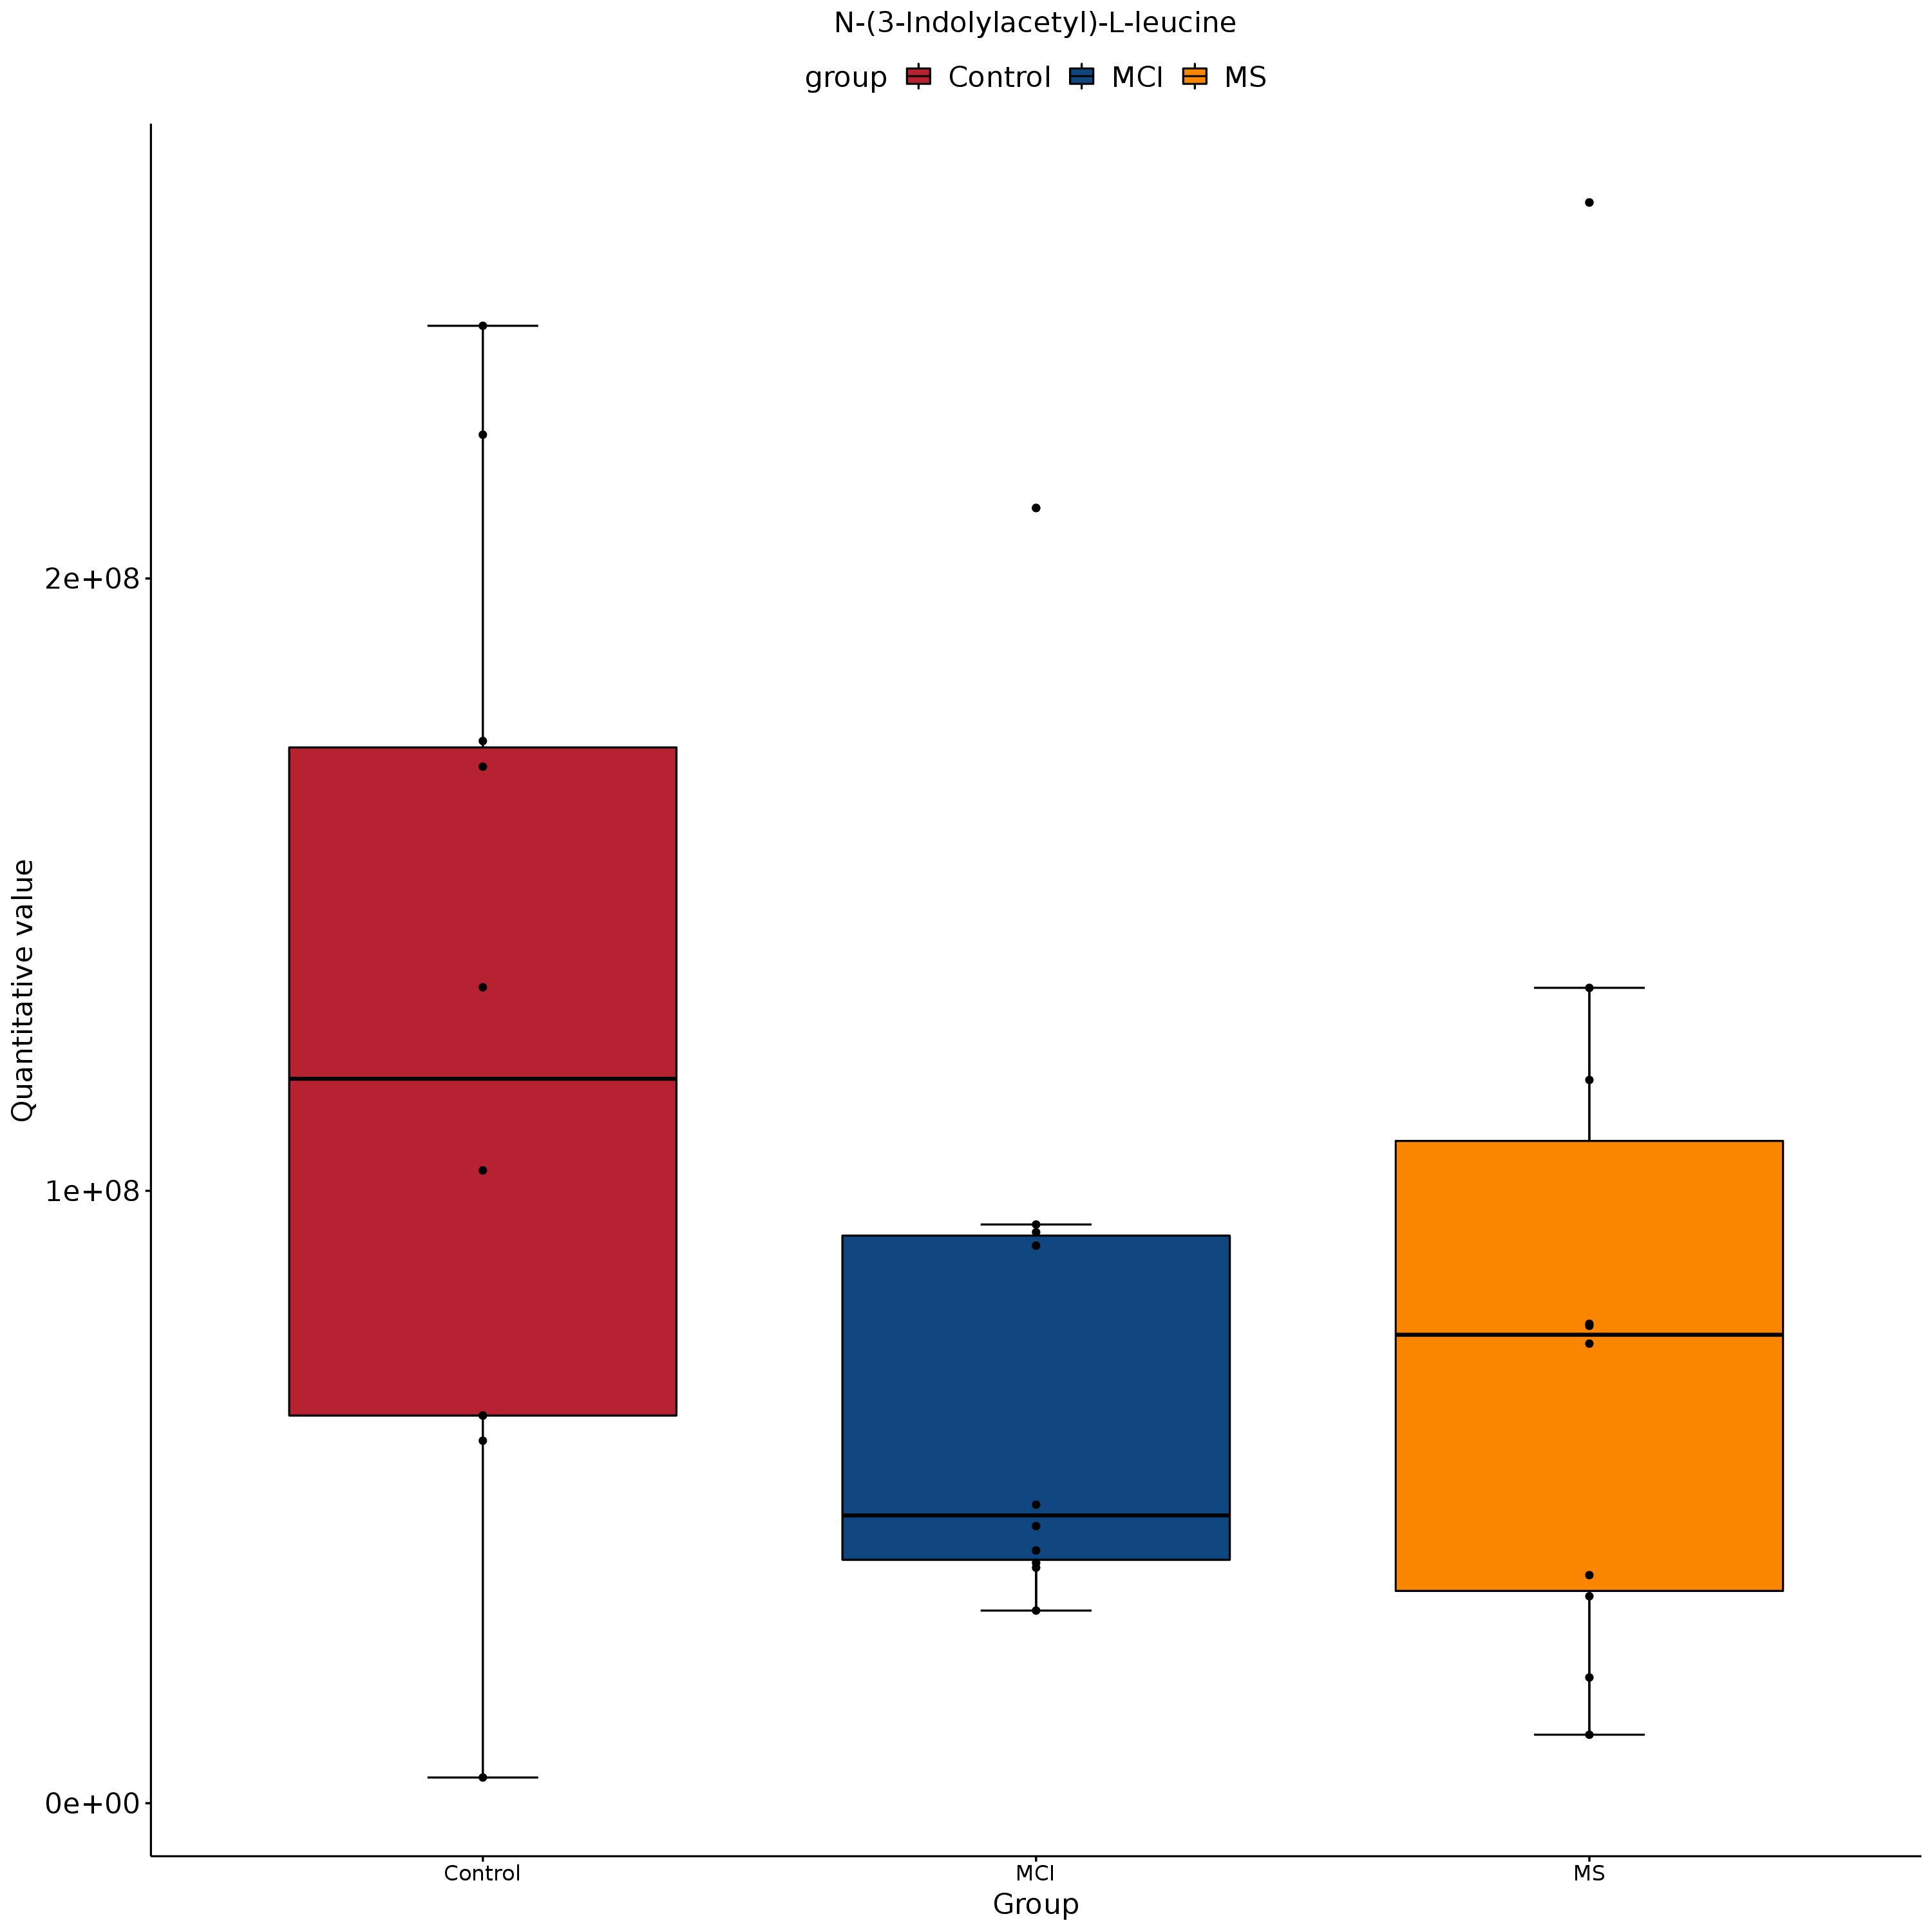 N-(3-Indolylacetyl)-L-leucine
group Control MCI MS
Quantitative value
2e+08
1e+08
0e+00
Control MCI MS
Group